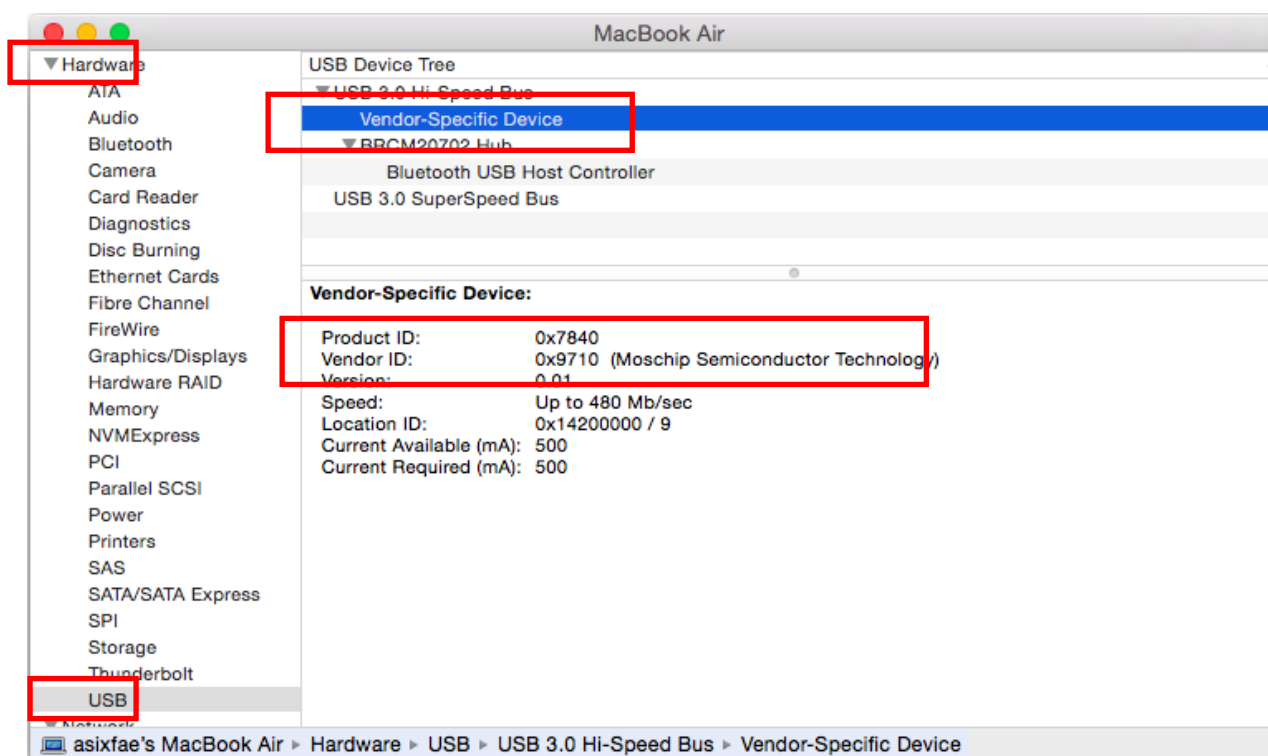 MacBook Air
Hardware
ATA
Audio
Bluetooth
Camera
Card Reader
Diagnostics
Disc Burning
Ethernet Cards
Fibre Channel
FireWire
Graphics/Displays
Hardware RAID
Memory
NVMExpress
PCI
Parallel SCSI
Power
Printers
SAS
SATA/SATA Express
SPI
Storage
Thunderbolt
USB
Network
USB Device Tree
USB 3.0 Hi-Speed Bus
Vendor-Specific Device
BRCM20702 Hub
Bluetooth USB Host Controller
USB 3.0 SuperSpeed Bus
Vendor-Specific Device:
Product ID: 0x7840
Vendor ID: 0x9710 (Moschip Semiconductor Technology)
Version: 0.01
Speed: Up to 480 Mb/sec
Location ID: 0x14200000 / 9
Current Available (mA): 500
Current Required (mA): 500
asixfae's MacBook Air ▸ Hardware ▸ USB ▸ USB 3.0 Hi-Speed Bus ▸ Vendor-Specific Device